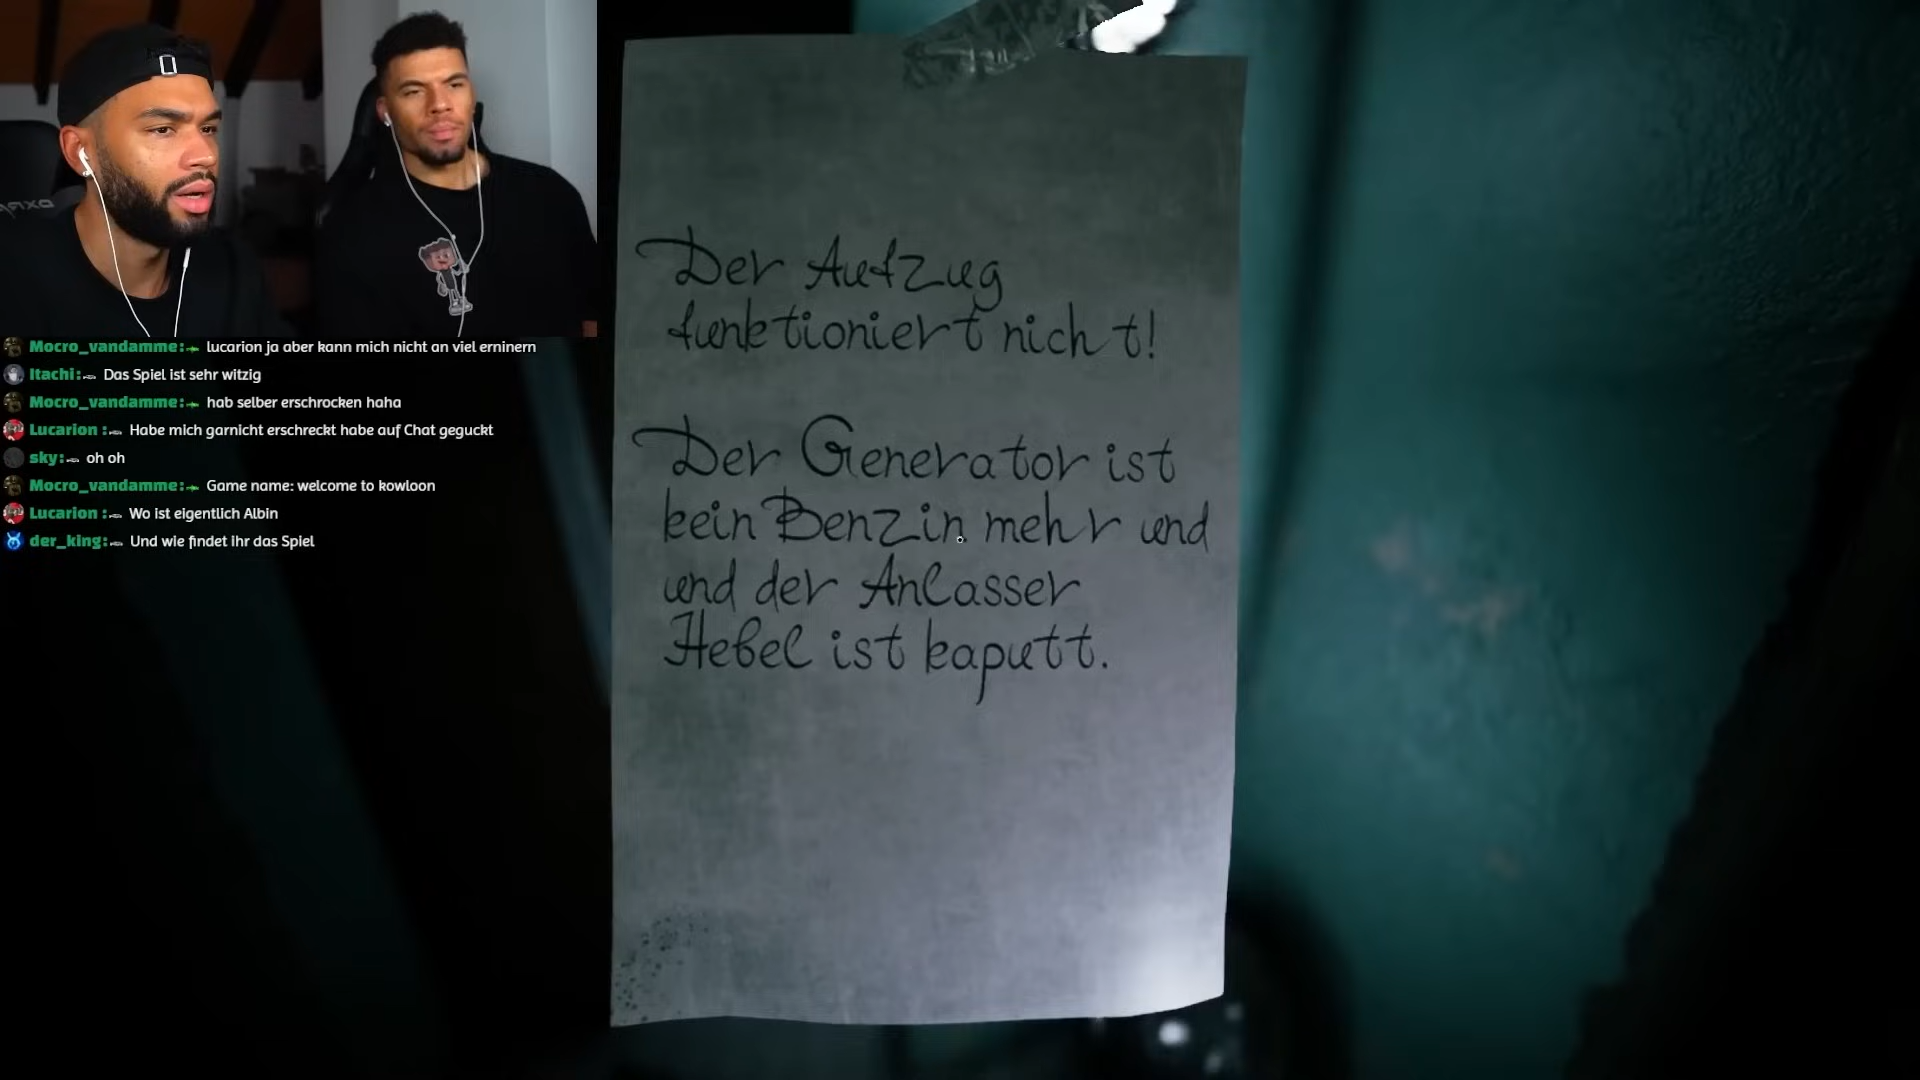 Mocro_vandamme: lucarion ja aber kann mich nicht an viel erninern
Itachi: Das Spiel ist sehr witzig
Mocro_vandamme: hab selber erschrocken haha
Lucarion : Habe mich garnicht erschreckt habe auf Chat geguckt
sky: oh oh
Mocro_vandamme: Game name: welcome to kowloon
Lucarion : Wo ist eigentlich Albin
der_king: Und wie findet ihr das Spiel
Der Aufzug
funktioniert nicht!
Der Generator ist
kein Benzin mehr und
und der Anlasser
Hebel ist kaputt.